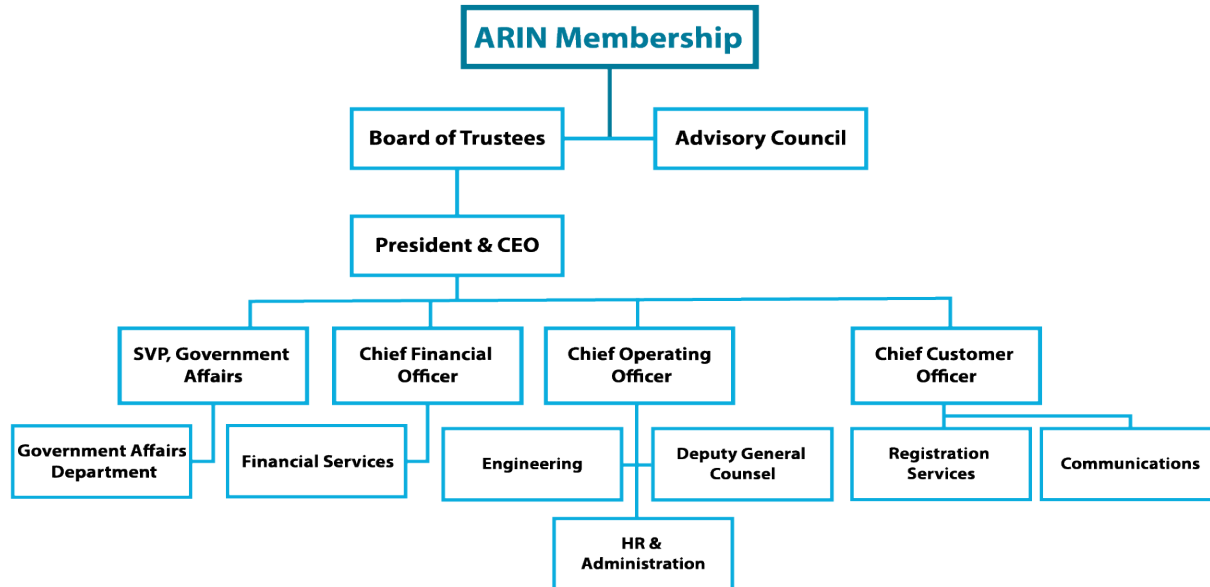 ARIN Membership
Board of Trustees
Advisory Council
President & CEO
SVP, Government
Affairs
Chief Financial
Officer
Chief Operating
Officer
Chief Customer
Officer
Government Affairs
Department
Financial Services
Engineering
Deputy General
Counsel
Registration
Services
Communications
HR &
Administration